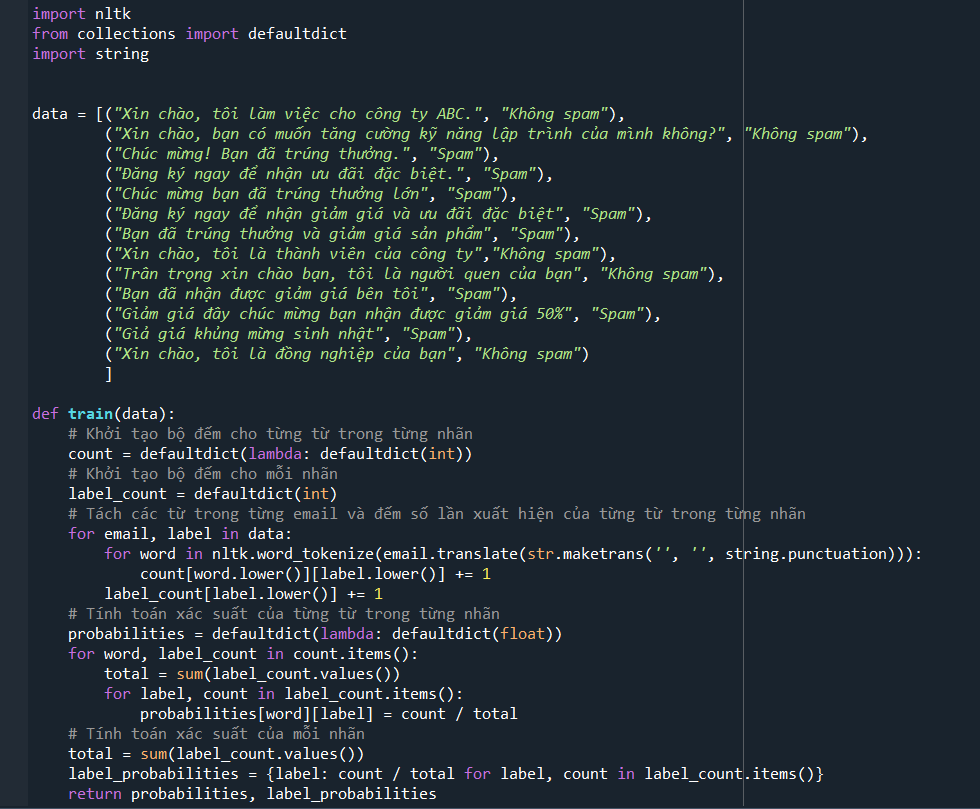 import nltk
from collections import defaultdict
import string
data = [("Xin chào, tôi làm việc cho công ty ABC.", "Không spam"),
("Xin chào, bạn có muốn tăng cường kỹ năng lập trình của mình không?", "Không spam"),
("Chúc mừng! Bạn đã trúng thưởng.", "Spam"),
("Đăng ký ngay để nhận ưu đãi đặc biệt.", "Spam"),
("Chúc mừng bạn đã trúng thưởng lớn", "Spam"),
("Đăng ký ngay để nhận giảm giá và ưu đãi đặc biệt", "Spam"),
("Bạn đã trúng thưởng và giảm giá sản phẩm", "Spam"),
("Xin chào, tôi là thành viên của công ty","Không spam"),
("Trân trọng xin chào bạn, tôi là người quen của bạn", "Không spam"),
("Bạn đã nhận được giảm giá bên tôi", "Spam"),
("Giảm giá đây chúc mừng bạn nhận được giảm giá 50%", "Spam"),
("Giả giá khủng mừng sinh nhật", "Spam"),
("Xin chào, tôi là đồng nghiệp của bạn", "Không spam")
]
def train(data):
# Khởi tạo bộ đếm cho từng từ trong từng nhãn
count = defaultdict(lambda: defaultdict(int))
# Khởi tạo bộ đếm cho mỗi nhãn
label_count = defaultdict(int)
# Tách các từ trong từng email và đếm số lần xuất hiện của từng từ trong từng nhãn
for email, label in data:
for word in nltk.word_tokenize(email.translate(str.maketrans('', '', string.punctuation))):
count[word.lower()][label.lower()] += 1
label_count[label.lower()] += 1
# Tính toán xác suất của từng từ trong từng nhãn
probabilities = defaultdict(lambda: defaultdict(float))
for word, label_count in count.items():
total = sum(label_count.values())
for label, count in label_count.items():
probabilities[word][label] = count / total
# Tính toán xác suất của mỗi nhãn
total = sum(label_count.values())
label_probabilities = {label: count / total for label, count in label_count.items()}
return probabilities, label_probabilities